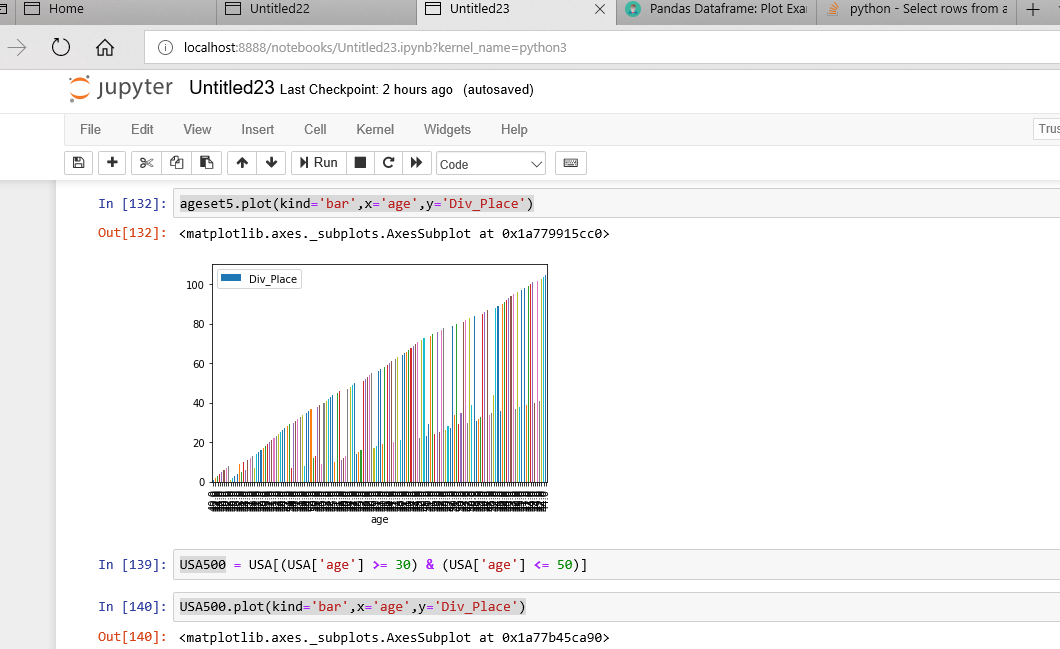 Home
Untitled22
Untitled23
Pandas Dataframe: Plot Exa
python - Select rows from a
localhost:8888/notebooks/Untitled23.ipynb?kernel_name=python3
jupyter Untitled23 Last Checkpoint: 2 hours ago (autosaved)
File Edit View Insert Cell Kernel Widgets Help
Trus
Run
Code
In [132]: ageset5.plot(kind='bar',x='age',y='Div_Place')
Out[132]: <matplotlib.axes._subplots.AxesSubplot at 0x1a779915cc0>
Div_Place
100
80
60
40
20
0
age
In [139]: USA500 = USA[(USA['age'] >= 30) & (USA['age'] <= 50)]
In [140]: USA500.plot(kind='bar',x='age',y='Div_Place')
Out[140]: <matplotlib.axes._subplots.AxesSubplot at 0x1a77b45ca90>